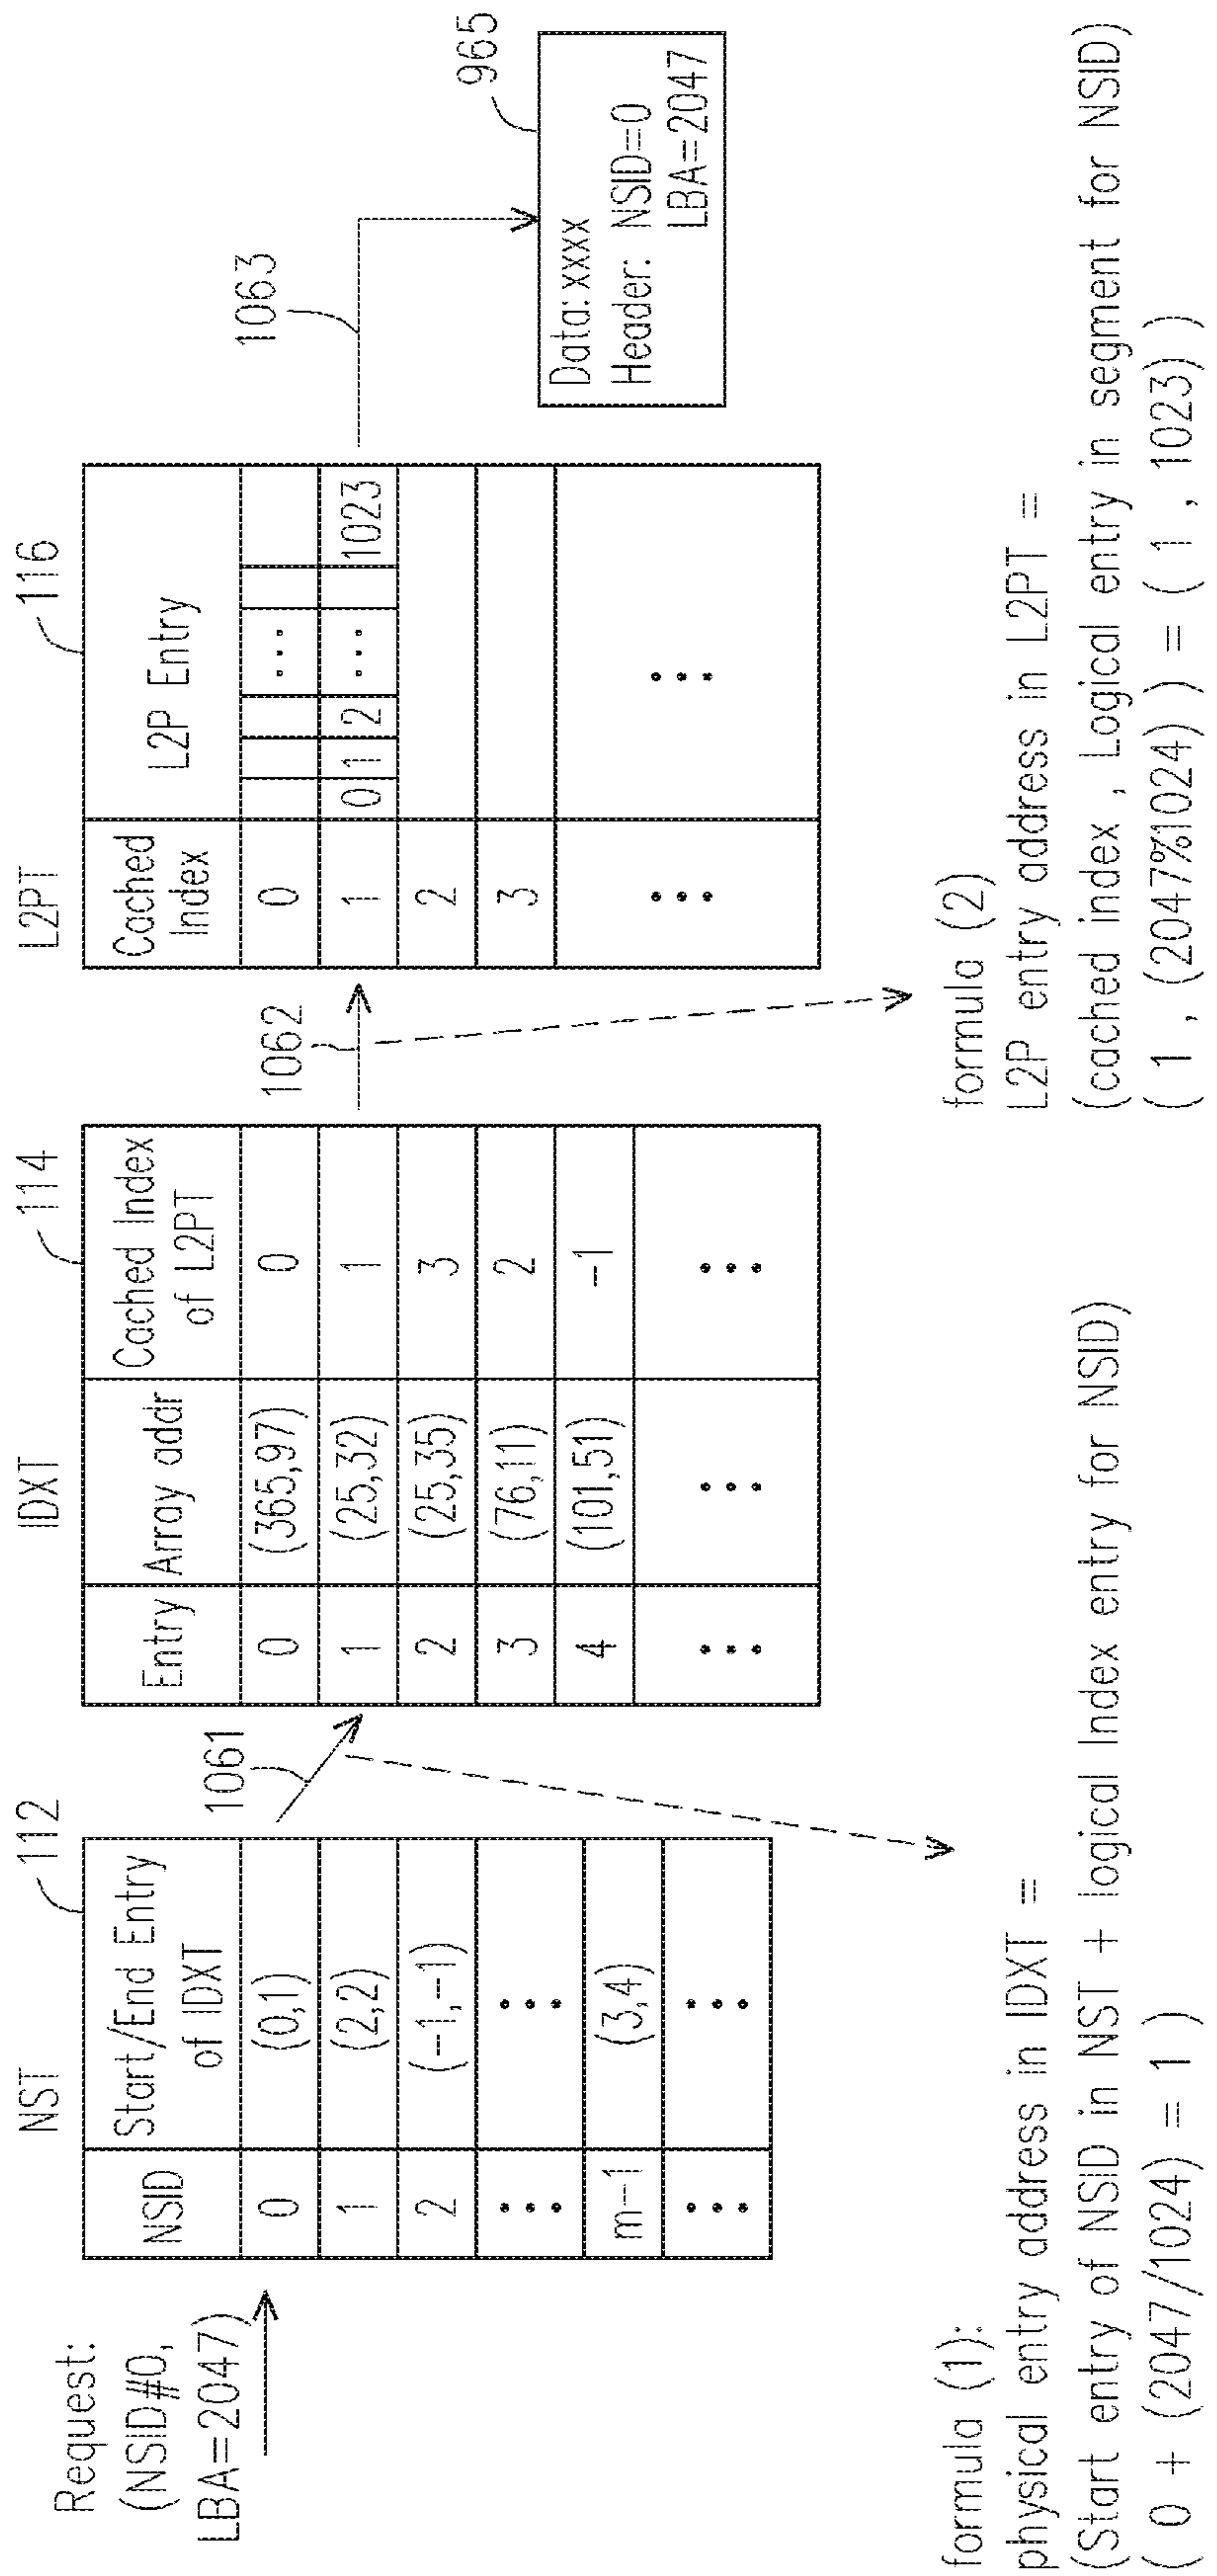 Request:
(NSID#0,
LBA=2047)
NST
112
NSID
Start/End Entry
of IDXT
0
(0,1)
1
(2,2)
2
(-1,-1)
m-1
(3,4)
1061
IDXT
114
Entry
Array addr
Cached Index
of L2PT
0
(365,97)
0
1
(25,32)
1
2
(25,35)
3
3
(76,11)
2
4
(101,51)
-1
1062
L2PT
116
Cached
Index
L2P Entry
0
1
0
1
2
1023
2
3
1063
965
Data:xxxx
Header: NSID=0
LBA=2047
formula (1):
physical entry address in IDXT =
(Start entry of NSID in NST + logical Index entry for NSID)
( 0 + (2047/1024) = 1 )
formula (2)
L2P entry address in L2PT =
(cached index , Logical entry in segment for NSID)
( 1 , (2047%1024) ) = ( 1 , 1023) )